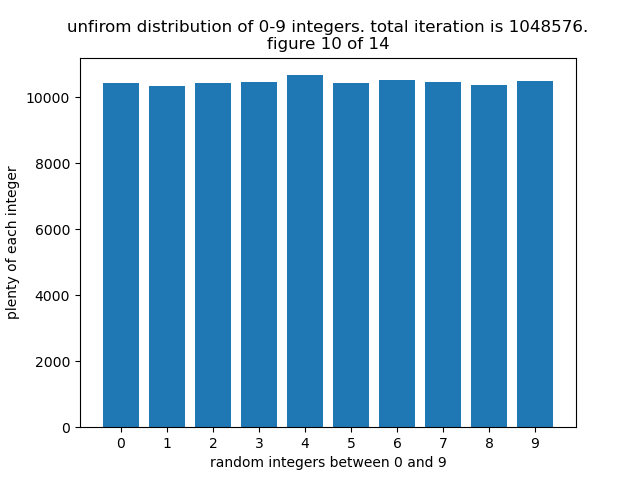 unfirom distribution of 0-9 integers. total iteration is 1048576.
figure 10 of 14
10000
8000
6000
4000
2000
0
plenty of each integer
0 1 2 3 4 5 6 7 8 9
random integers between 0 and 9